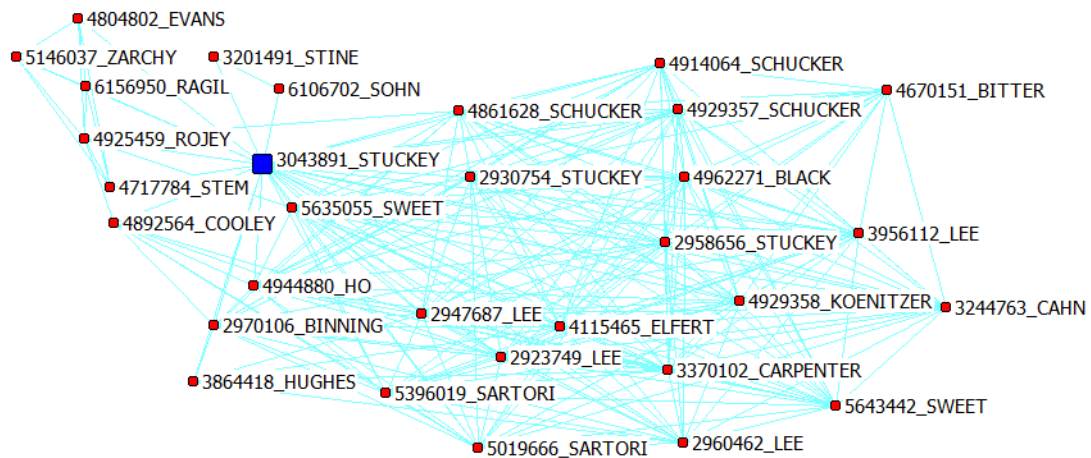 4804802_EVANS
5146037_ZARCHY
3201491_STINE
4914064_SCHUCKER
6156950_RAGIL
6106702_SOHN
4670151_BITTER
4861628_SCHUCKER
4929357_SCHUCKER
4925459_ROJEY
3043891_STUCKEY
2930754_STUCKEY
4962271_BLACK
4717784_STEM
5635055_SWEET
4892564_COOLEY
3956112_LEE
2958656_STUCKEY
4944880_HO
4929358_KOENITZER
3244763_CAHN
2947687_LEE
2970106_BINNING
4115465_ELFERT
2923749_LEE
3370102_CARPENTER
3864418_HUGHES
5396019_SARTORI
5643442_SWEET
5019666_SARTORI
2960462_LEE